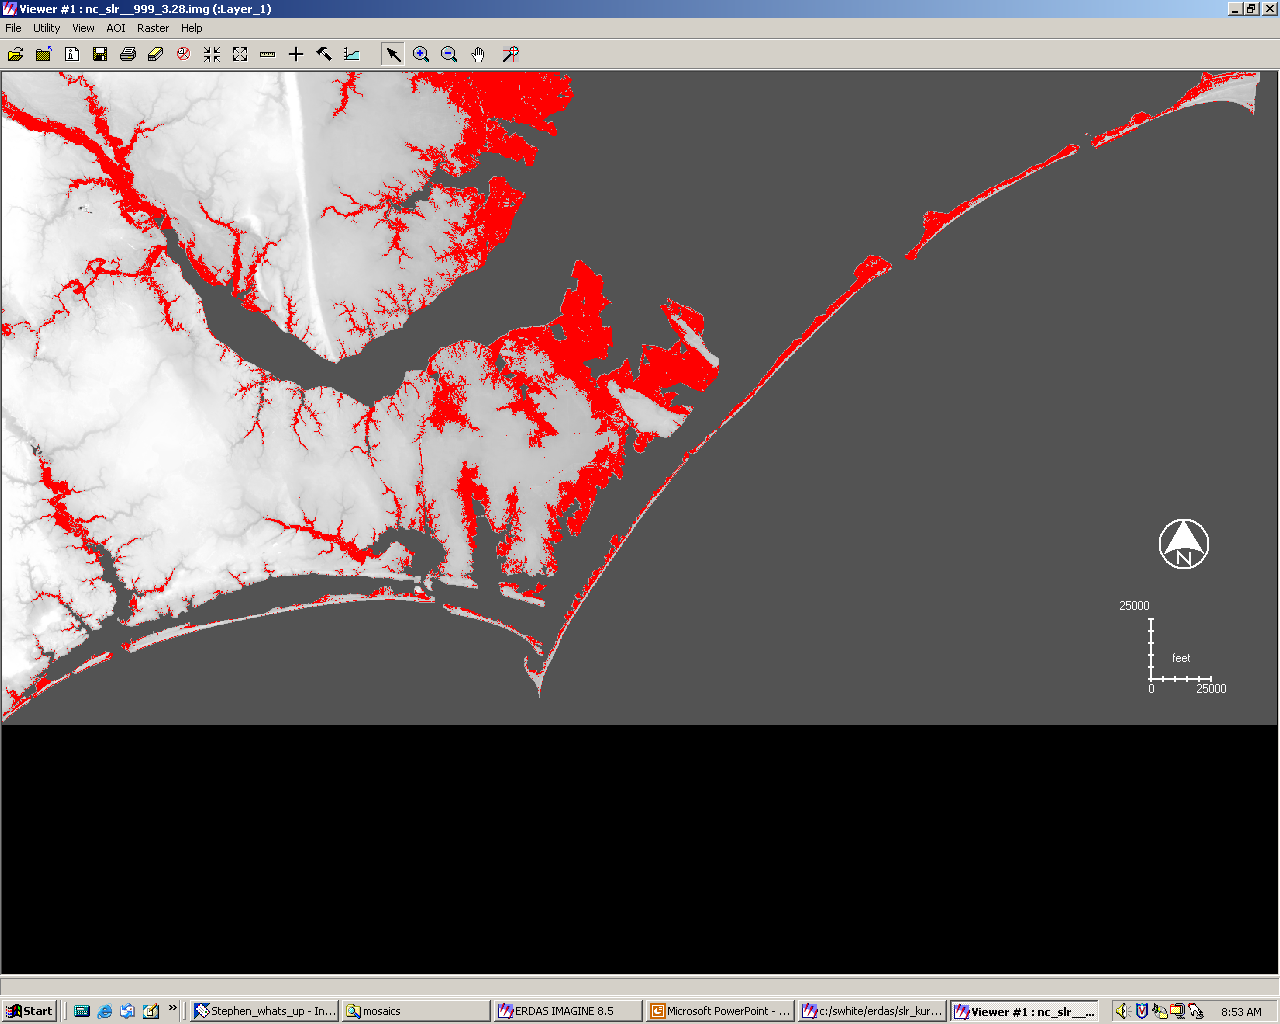 Viewer #1 : nc_slr__999_3.28.img (:Layer_1)
File Utility View AOI Raster Help
N
25000
feet
0 25000
Start
Stephen_whats_up - In...
mosaics
ERDAS IMAGINE 8.5
Microsoft PowerPoint - ...
c:/swhite/erdas/slr_kur...
Viewer #1 : nc_slr__...
8:53 AM